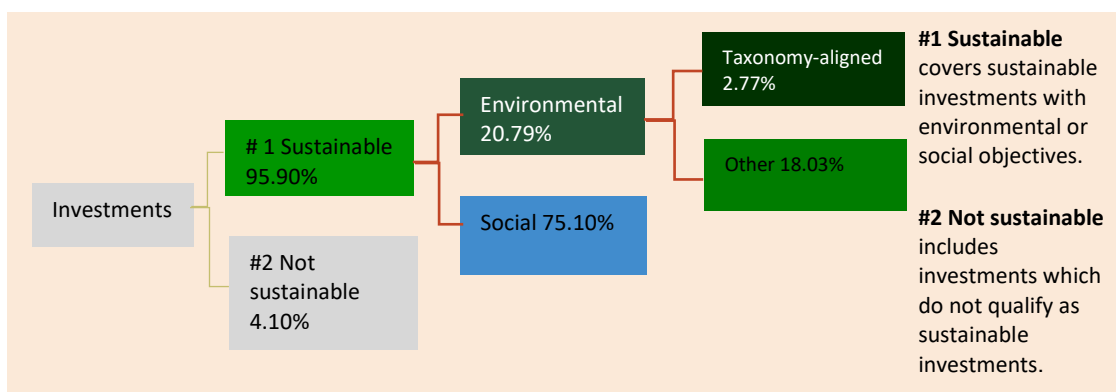 Investments
# 1 Sustainable
95.90%
#2 Not
sustainable
4.10%
Environmental
20.79%
Social 75.10%
Taxonomy-aligned
2.77%
Other 18.03%
#1 Sustainable
covers sustainable
investments with
environmental or
social objectives.
#2 Not sustainable
includes
investments which
do not qualify as
sustainable
investments.